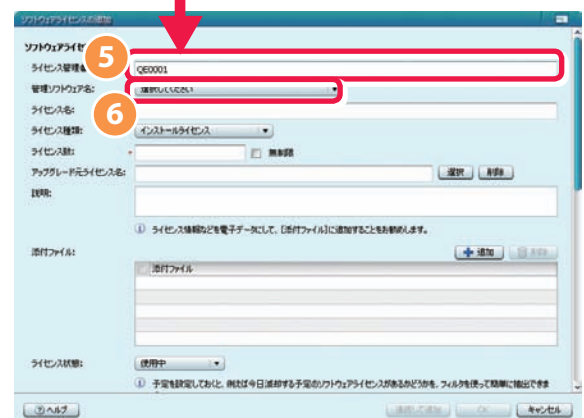 ソフトウェアライセンスの追加
ソフトウェアライセ
5
ライセンス管理
QE0001
管理ソフトウェア名:
選択してください
6
ライセンス名:
ライセンス種類:
インストールライセンス
ライセンス数:
無制限
アップグレード元ライセンス名:
選択
削除
説明:
ライセンス情報などを電子データにして、[添付ファイル]に追加することをお勧めします。
添付ファイル:
追加
削除
添付ファイル
ライセンス状態:
使用中
予定を設定しておくと、例えば今日滅却する予定のソフトウェアライセンスがあるかどうかを、フィルタを使って簡単に抽出できま
ヘルプ
連続して追加
OK
キャンセル